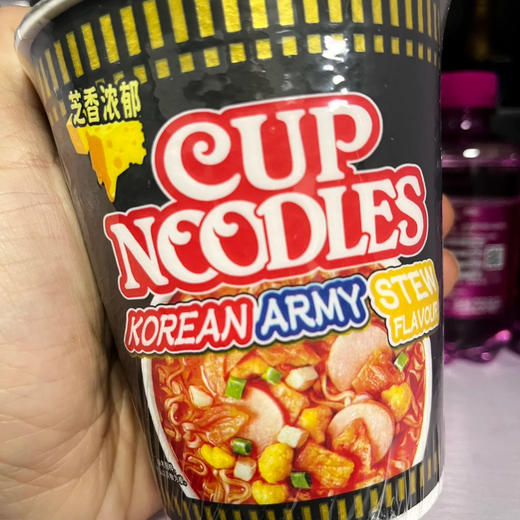 芝香浓郁
CUP
NOODLES
KOREAN ARMY STEW
FLAVOUR